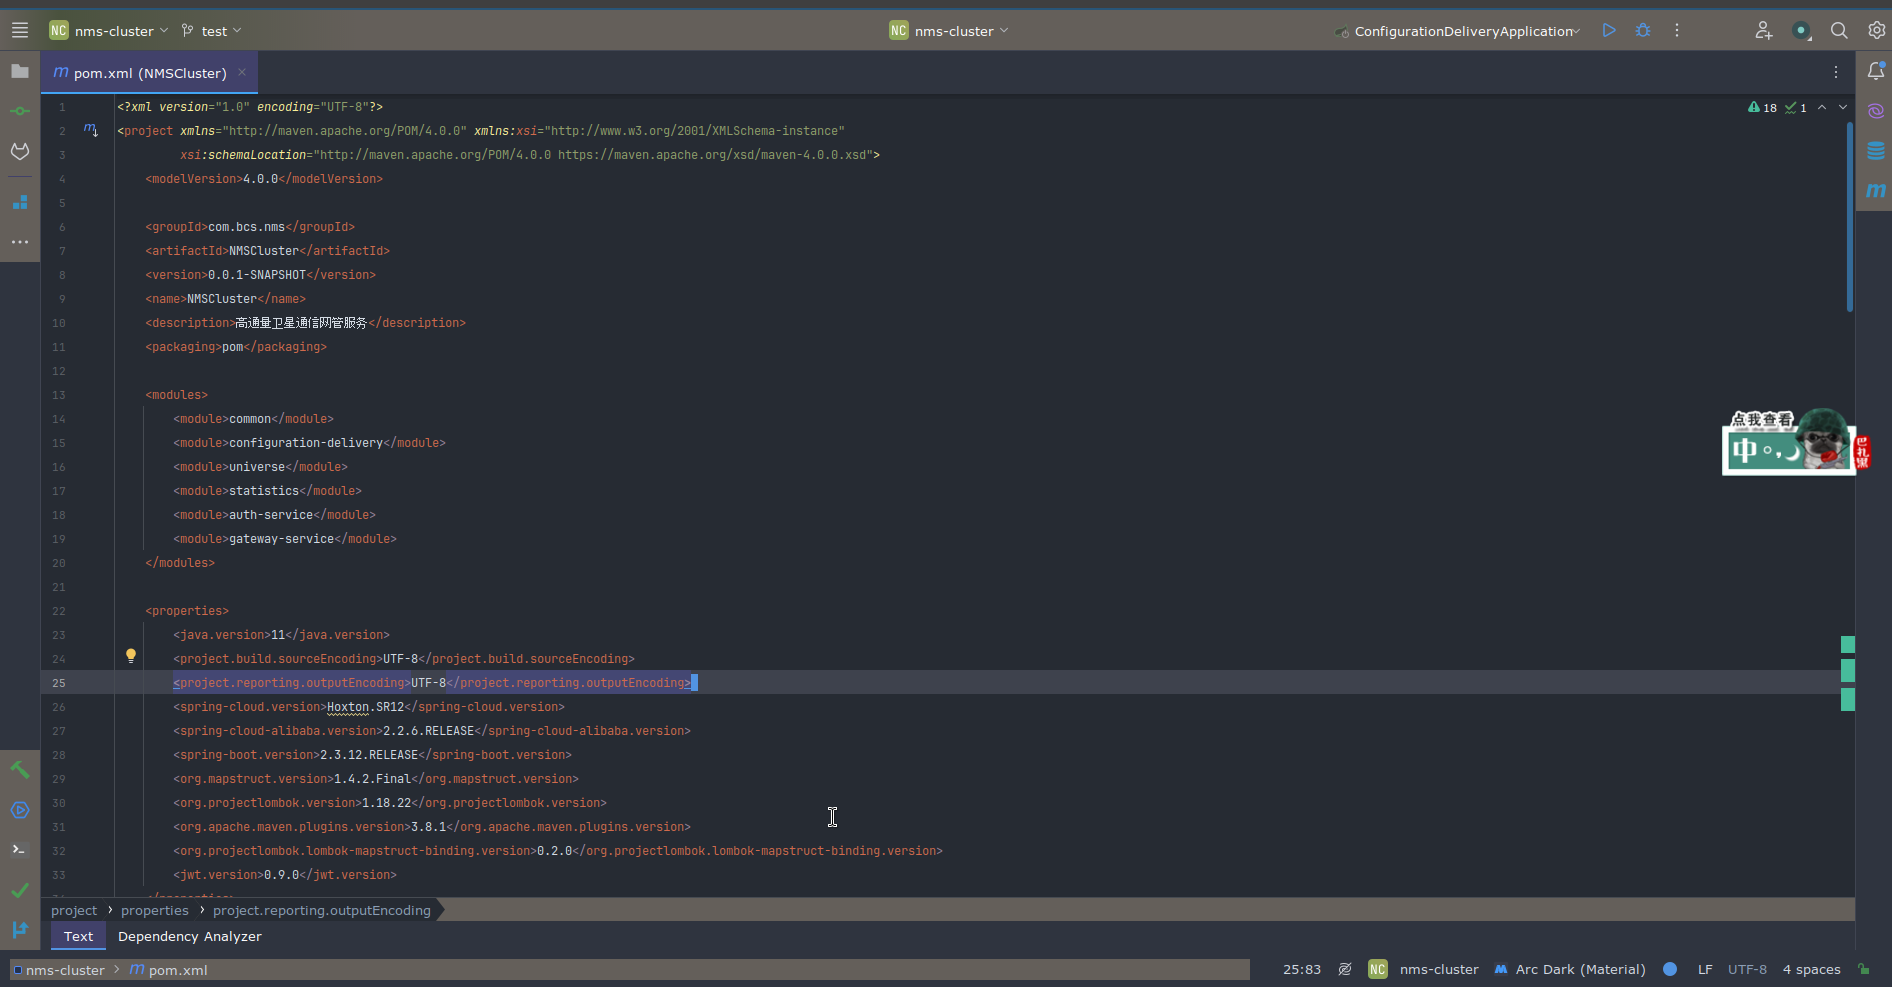 NC nms-cluster test NC nms-cluster ConfigurationDeliveryApplication
m pom.xml (NMSCluster)
18 1
1 <?xml version="1.0" encoding="UTF-8"?>
2 <project xmlns="http://maven.apache.org/POM/4.0.0" xmlns:xsi="http://www.w3.org/2001/XMLSchema-instance"
3 xsi:schemaLocation="http://maven.apache.org/POM/4.0.0 https://maven.apache.org/xsd/maven-4.0.0.xsd">
4 <modelVersion>4.0.0</modelVersion>
5
6 <groupId>com.bcs.nms</groupId>
7 <artifactId>NMSCluster</artifactId>
8 <version>0.0.1-SNAPSHOT</version>
9 <name>NMSCluster</name>
10 <description>高通量卫星通信网管服务</description>
11 <packaging>pom</packaging>
12
13 <modules>
14 <module>common</module>
15 <module>configuration-delivery</module>
16 <module>universe</module>
17 <module>statistics</module>
18 <module>auth-service</module>
19 <module>gateway-service</module>
20 </modules>
21
22 <properties>
23 <java.version>11</java.version>
24 <project.build.sourceEncoding>UTF-8</project.build.sourceEncoding>
25 <project.reporting.outputEncoding>UTF-8</project.reporting.outputEncoding>
26 <spring-cloud.version>Hoxton.SR12</spring-cloud.version>
27 <spring-cloud-alibaba.version>2.2.6.RELEASE</spring-cloud-alibaba.version>
28 <spring-boot.version>2.3.12.RELEASE</spring-boot.version>
29 <org.mapstruct.version>1.4.2.Final</org.mapstruct.version>
30 <org.projectlombok.version>1.18.22</org.projectlombok.version>
31 <org.apache.maven.plugins.version>3.8.1</org.apache.maven.plugins.version>
32 <org.projectlombok.lombok-mapstruct-binding.version>0.2.0</org.projectlombok.lombok-mapstruct-binding.version>
33 <jwt.version>0.9.0</jwt.version>
点我查看
中
巴扎黑
project > properties > project.reporting.outputEncoding
Text Dependency Analyzer
nms-cluster > m pom.xml 25:83 NC nms-cluster Arc Dark (Material) LF UTF-8 4 spaces